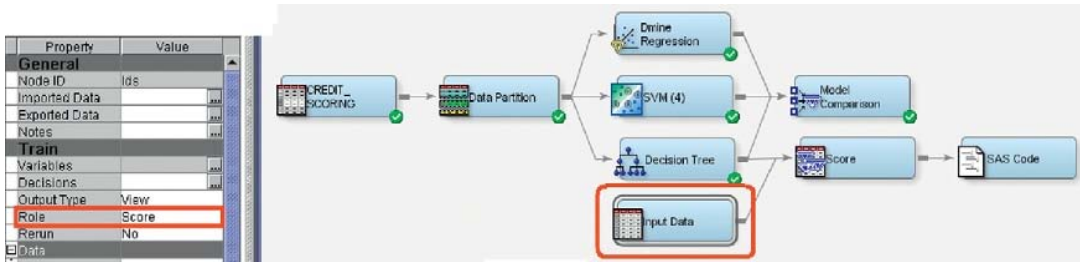 Property Value
General
Node ID Ids
Imported Data ...
Exported Data ...
Notes ...
Train
Variables ...
Decisions ...
Output Type View
Role Score
Rerun No
Data
CREDIT_
SCORING
Data Partition
Dmine
Regression
SVM (4)
Decision Tree
Input Data
Model
Comparison
Score
SAS Code